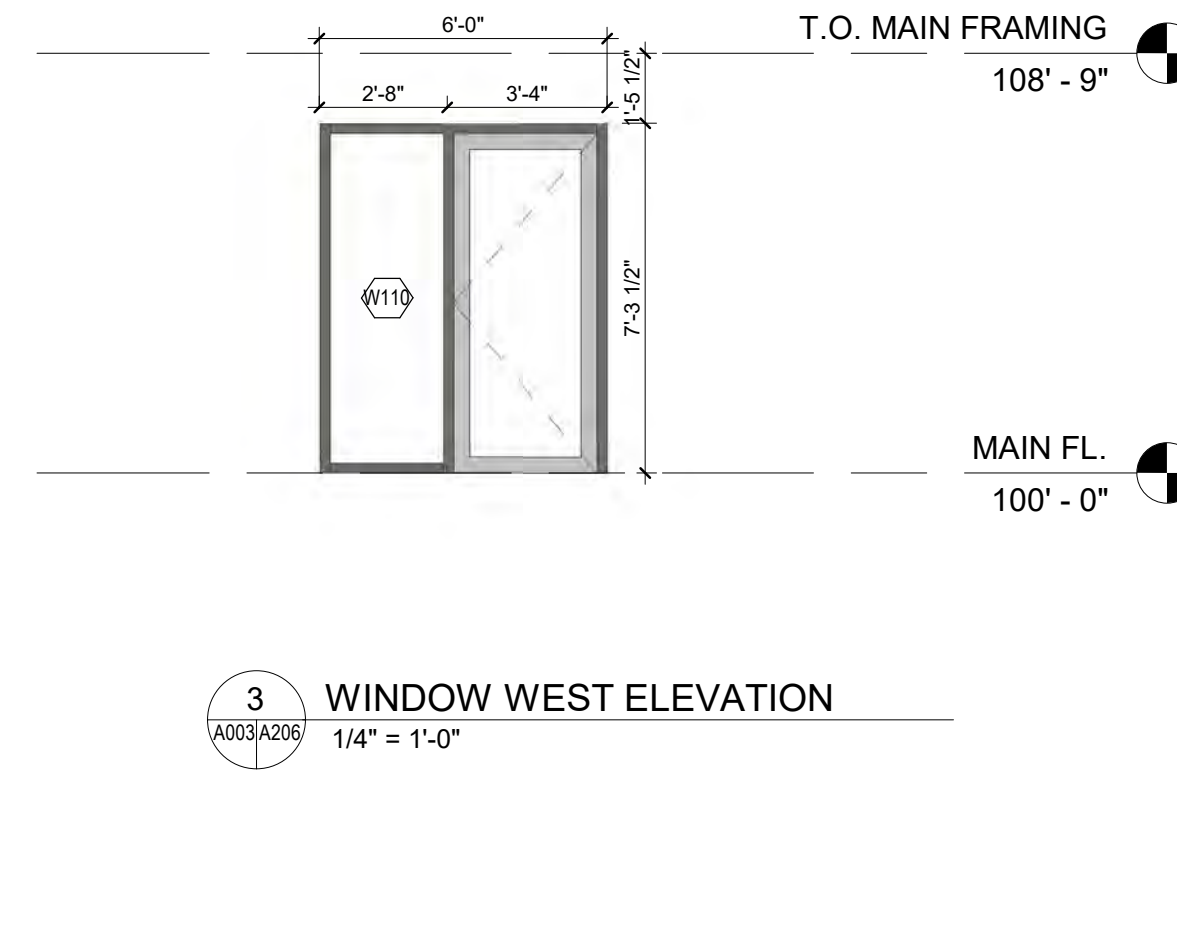 6'-0"
T.O. MAIN FRAMING
108' - 9"
2'-8"
3'-4"
1'-5 1/2"
W110
7'-3 1/2"
MAIN FL.
100' - 0"
3
WINDOW WEST ELEVATION
A003 A206
1/4" = 1'-0"